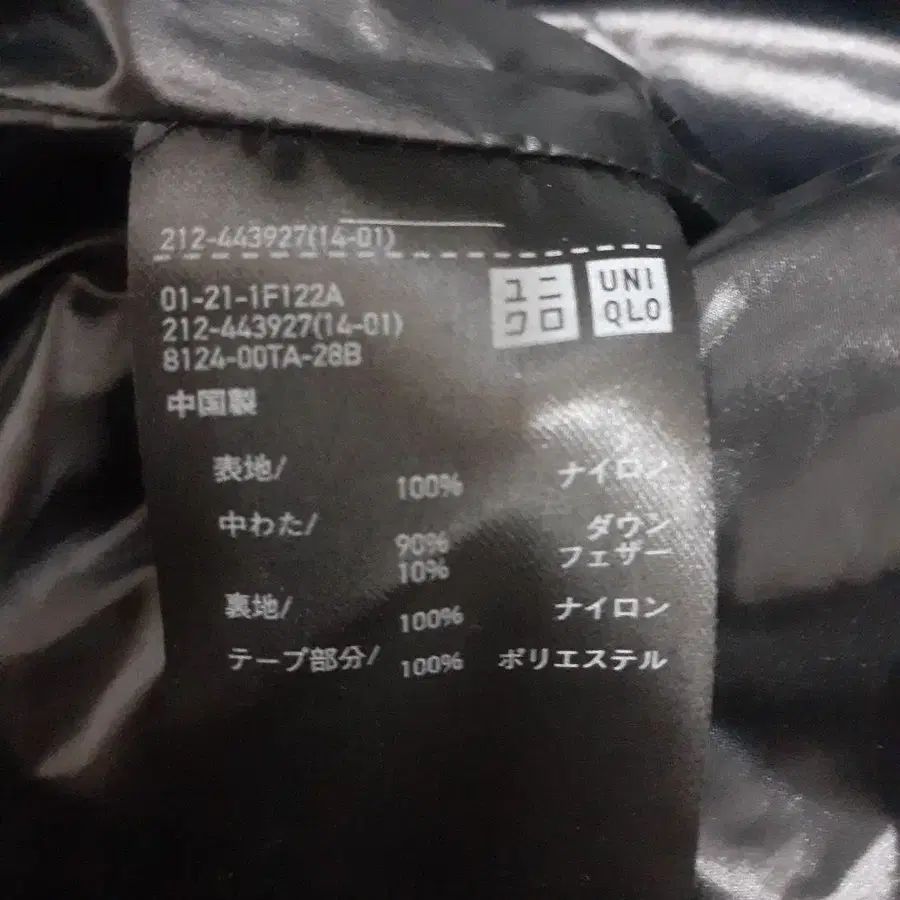 212-443927(14-01)
01-21-1F122A
212-443927(14-01)
8124-00TA-28B
ユニ
クロ
UNI
QLO
中国製
表地/ 100% ナイロン
中わた/ 90% ダウン
10% フェザー
裏地/ 100% ナイロン
テープ部分/ 100% ポリエステル